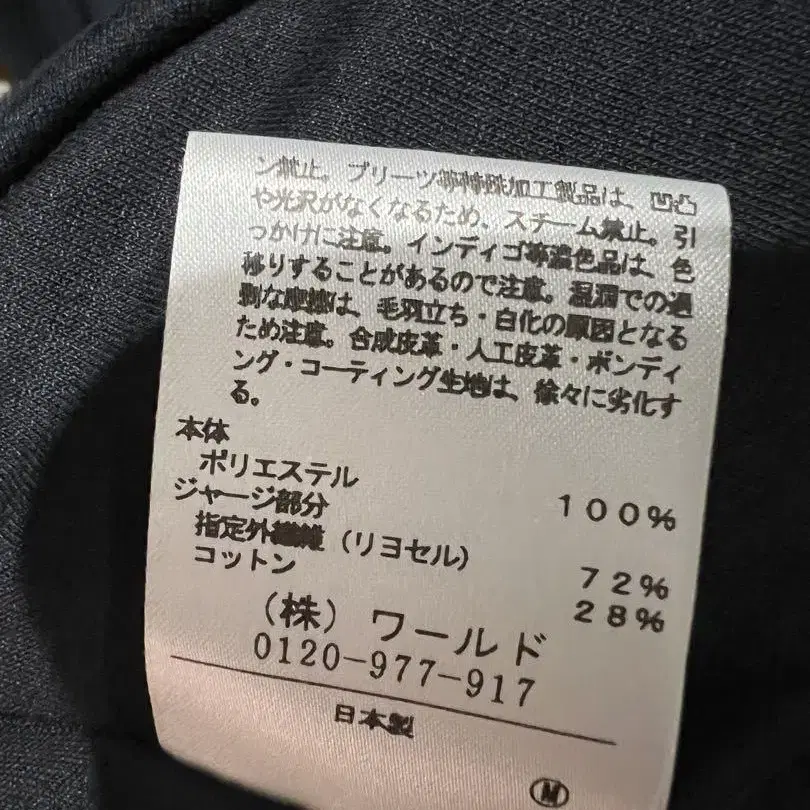 ン禁止。プリーツ等特殊加工製品は、凹凸
や光沢がなくなるため、スチーム禁止。引
っかけに注意。インディゴ等濃色品は、色
移りすることがあるので注意。湿潤での過
剰な摩擦は、毛羽立ち・白化の原因となる
ため注意。合成皮革・人工皮革・ボンディ
ング・コーティング生地は、徐々に劣化す
る。
本体
ポリエステル 100%
ジャージ部分
指定外繊維(リヨセル) 72%
コットン 28%
(株)ワールド
0120-977-917
日本製
M